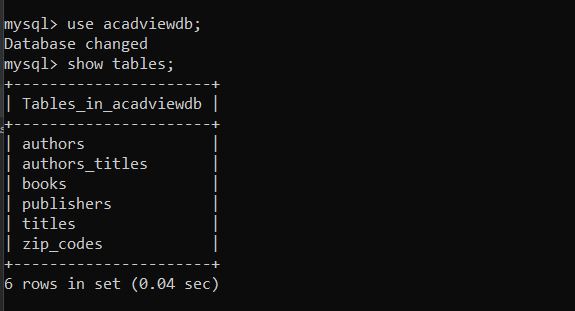 mysql> use acadviewdb;
Database changed
mysql> show tables;
+----------------------+
| Tables_in_acadviewdb |
+----------------------+
| authors              |
| authors_titles       |
| books                |
| publishers           |
| titles               |
| zip_codes            |
+----------------------+
6 rows in set (0.04 sec)